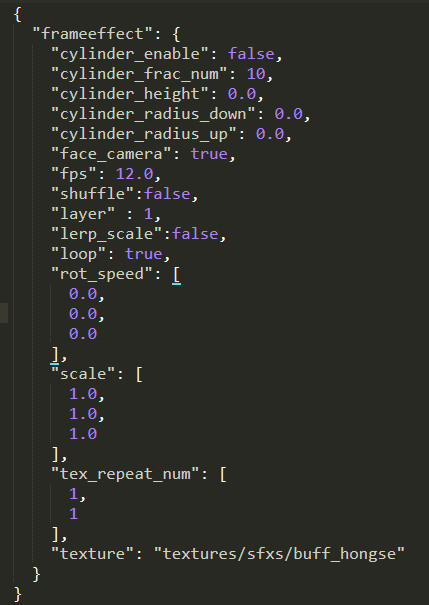 {
  "frameeffect": {
    "cylinder_enable": false,
    "cylinder_frac_num": 10,
    "cylinder_height": 0.0,
    "cylinder_radius_down": 0.0,
    "cylinder_radius_up": 0.0,
    "face_camera": true,
    "fps": 12.0,
    "shuffle":false,
    "layer" : 1,
    "lerp_scale":false,
    "loop": true,
    "rot_speed": [
      0.0,
      0.0,
      0.0
    ],
    "scale": [
      1.0,
      1.0,
      1.0
    ],
    "tex_repeat_num": [
      1,
      1
    ],
    "texture": "textures/sfxs/buff_hongse"
  }
}